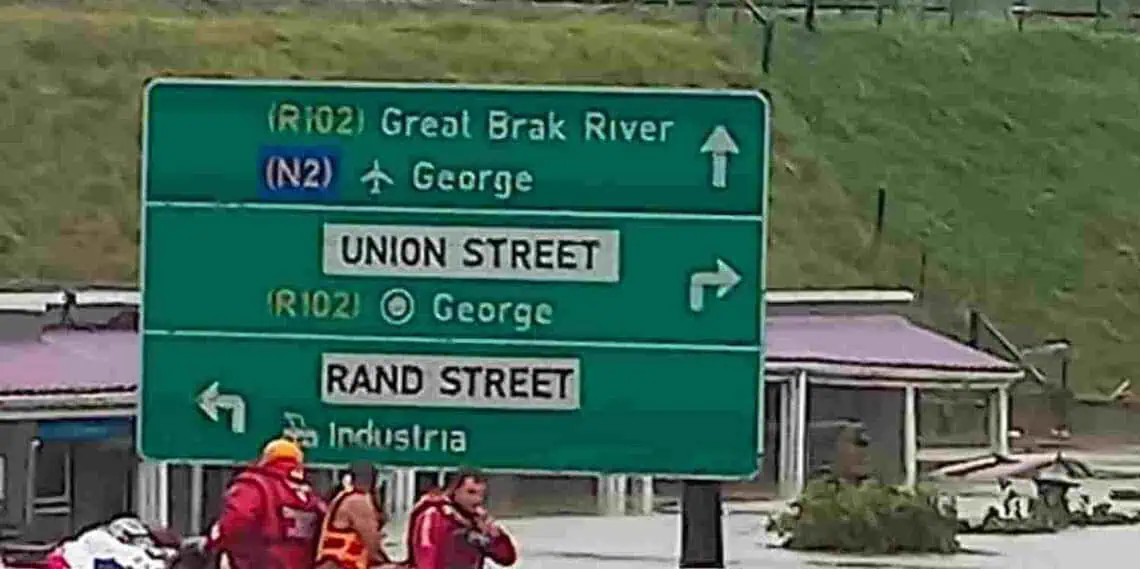 (R102) Great Brak River
(N2) George
UNION STREET
(R102) George
RAND STREET
Industria